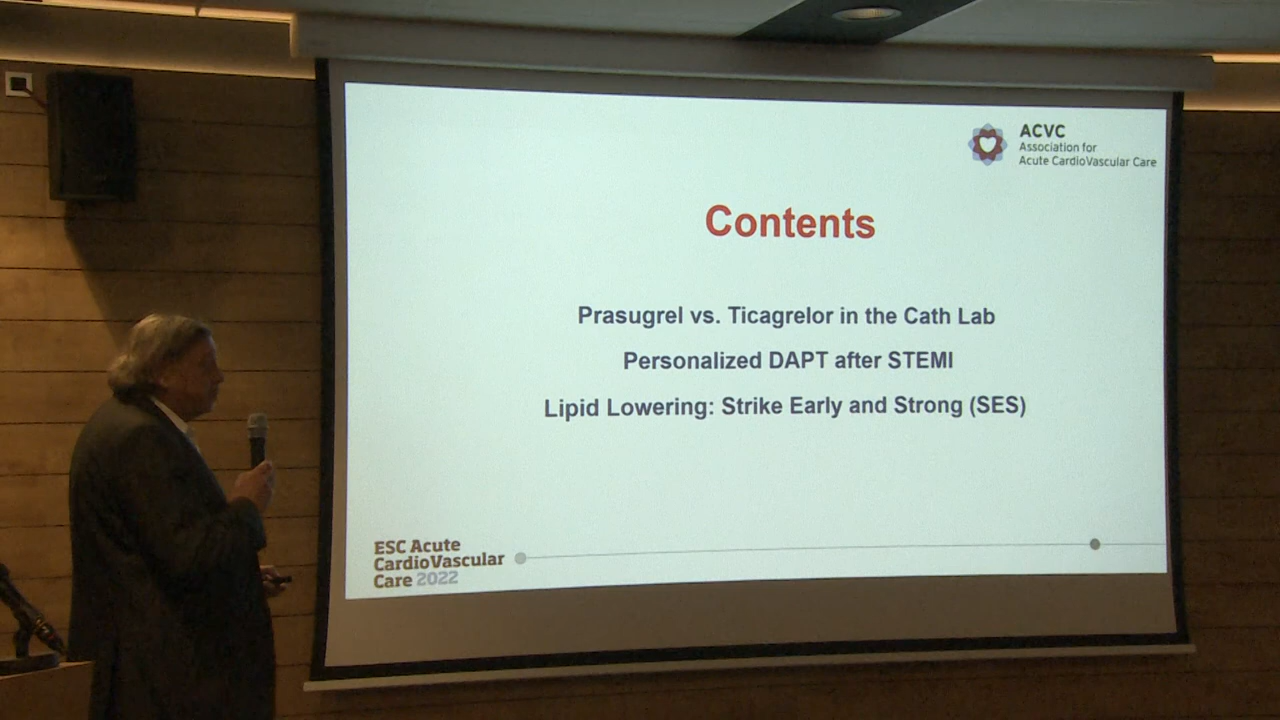 ACVC
Association for
Acute CardioVascular Care
Contents
Prasugrel vs. Ticagrelor in the Cath Lab
Personalized DAPT after STEMI
Lipid Lowering: Strike Early and Strong (SES)
ESC Acute
CardioVascular
Care 2022